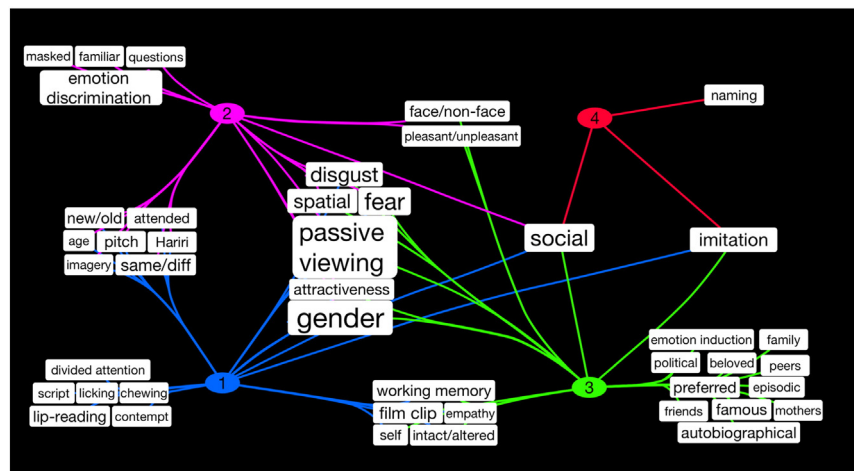 masked familiar questions
emotion
discrimination
2
face/non-face
pleasant/unpleasant
4
naming
disgust
spatial fear
passive
viewing
attractiveness
gender
new/old attended
age pitch Hariri
imagery same/diff
social
imitation
divided attention
script licking chewing
lip-reading contempt
1
working memory
film clip empathy
self intact/altered
3
emotion induction family
political beloved peers
preferred episodic
friends famous mothers
autobiographical